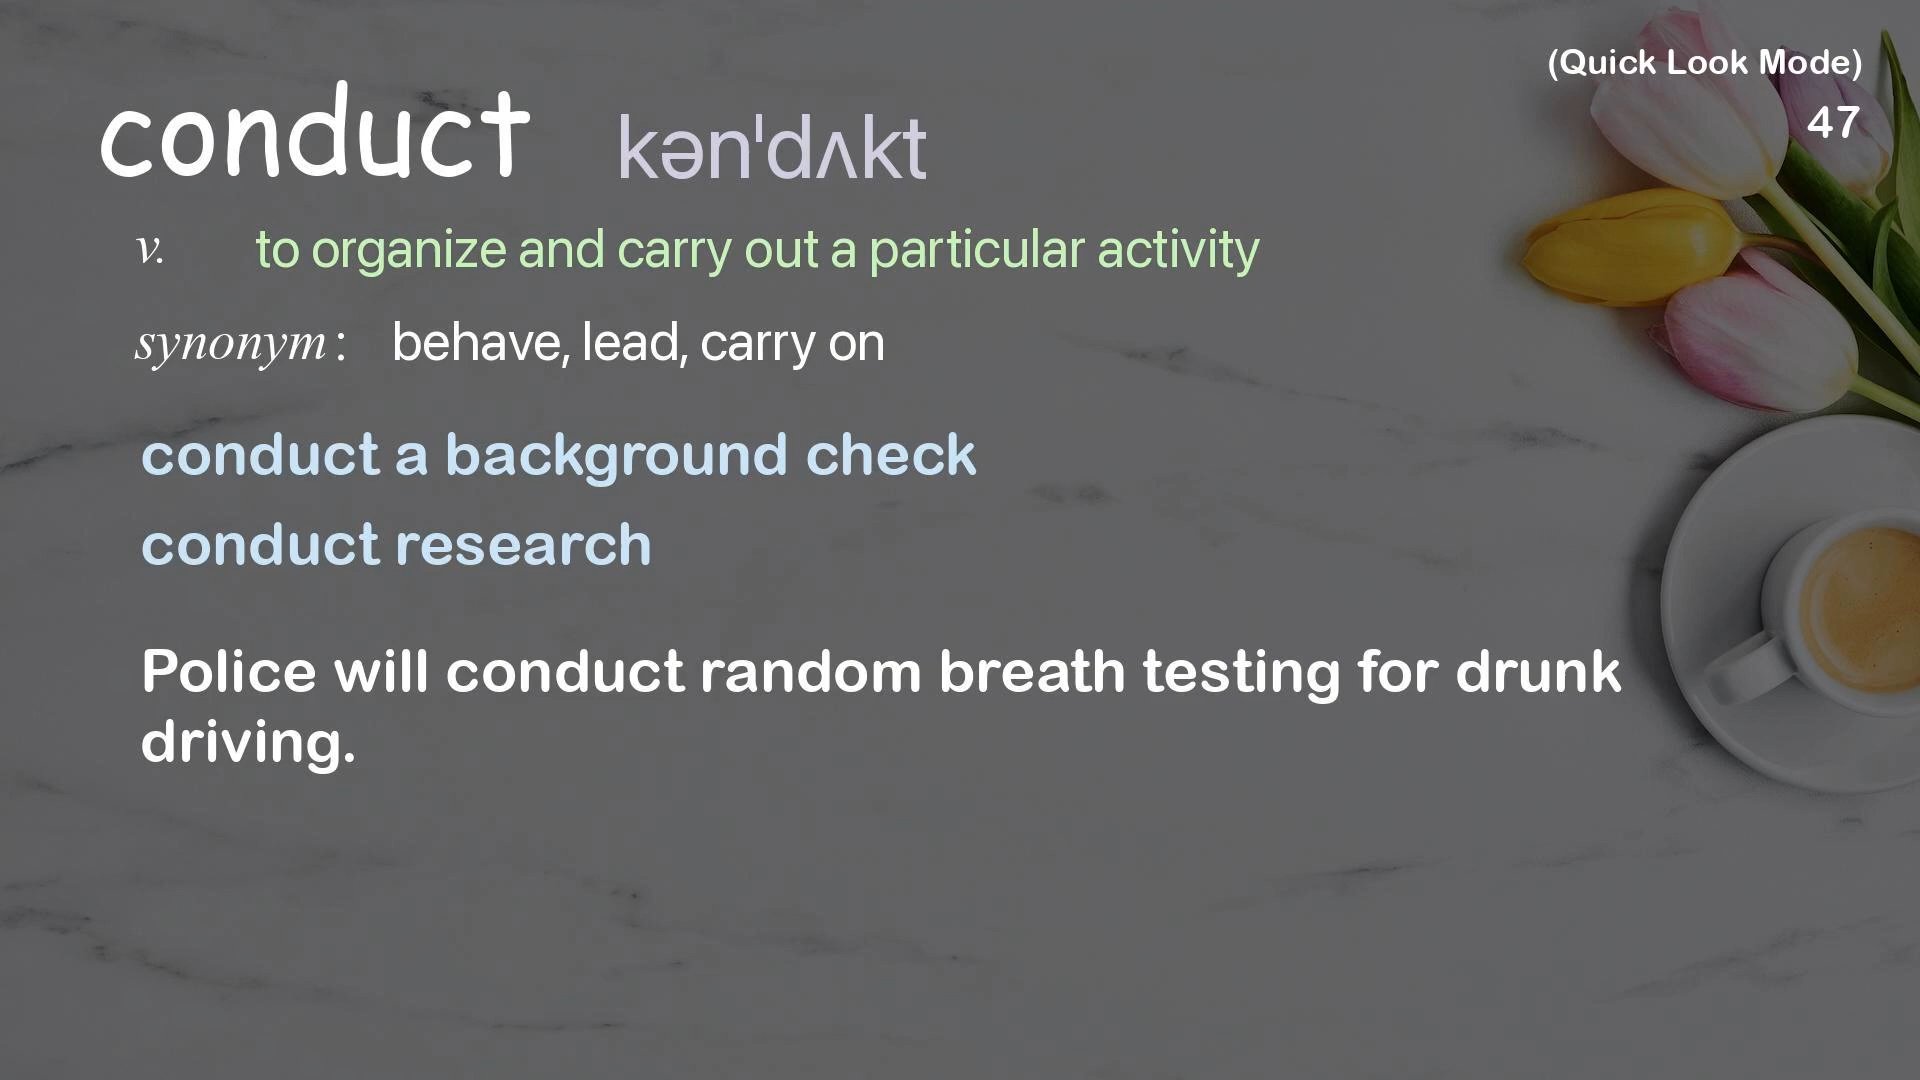 (Quick Look Mode)
47
conduct kən'dʌkt
v. to organize and carry out a particular activity
synonym: behave, lead, carry on
conduct a background check
conduct research
Police will conduct random breath testing for drunk
driving.